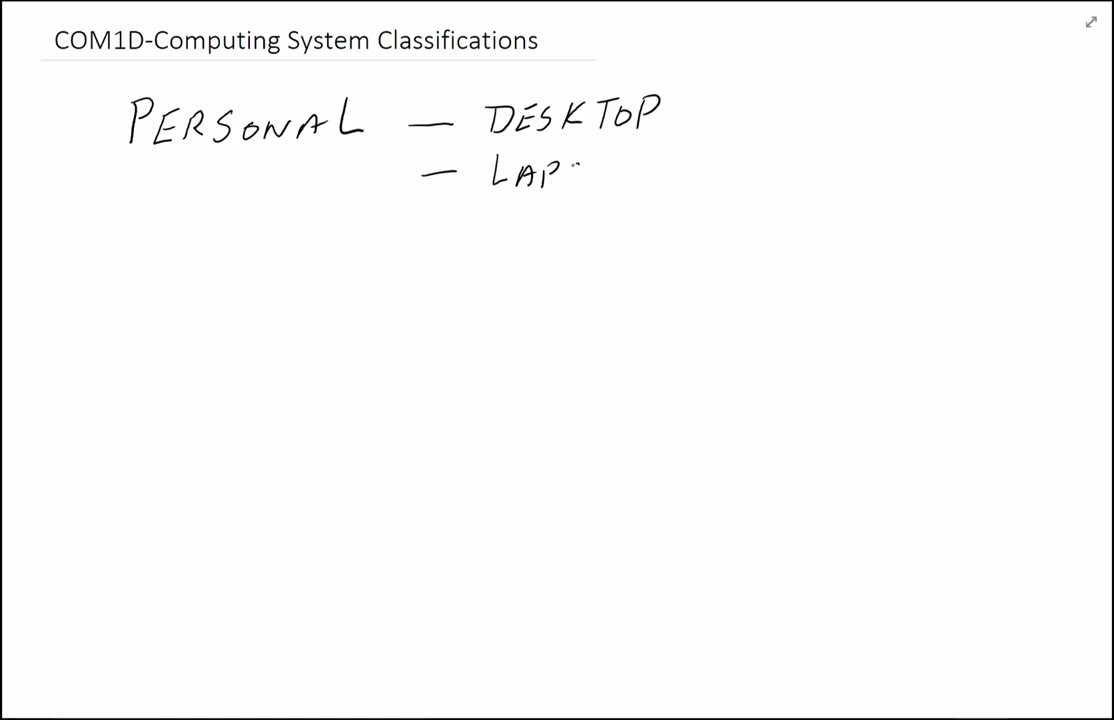 COM1D-Computing System Classifications
PERSONAL — DESKTOP
— LAP